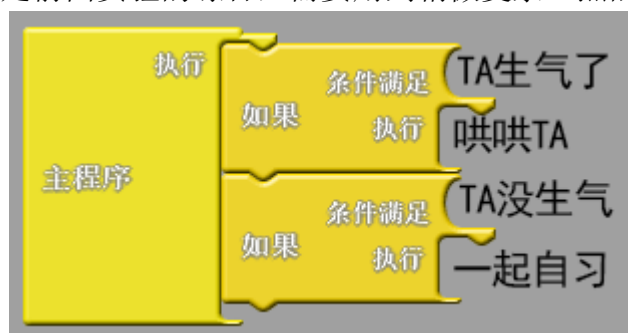 执行
条件满足 TA生气了
如果
执行 哄哄TA
主程序
条件满足 TA没生气
如果
执行 一起自习